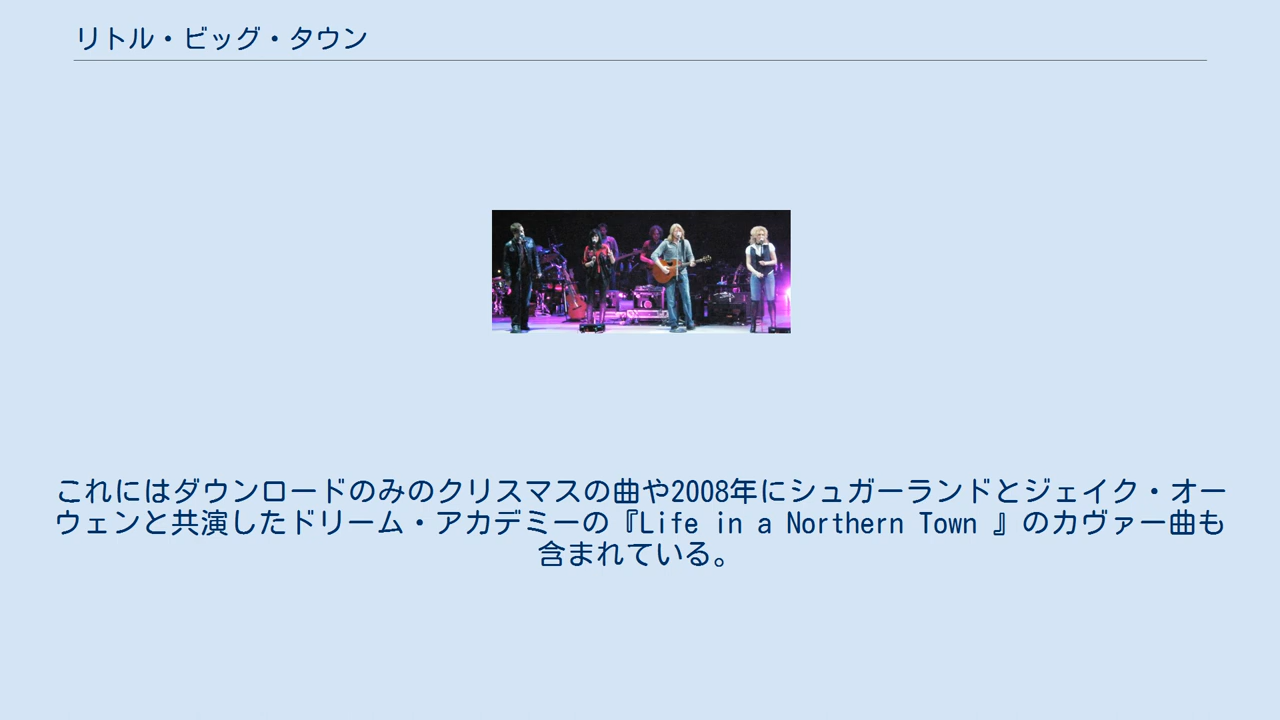 リトル・ビッグ・タウン
これにはダウンロードのみのクリスマスの曲や2008年にシュガーランドとジェイク・オー
ウェンと共演したドリーム・アカデミーの『Life in a Northern Town 』のカヴァー曲も
含まれている。